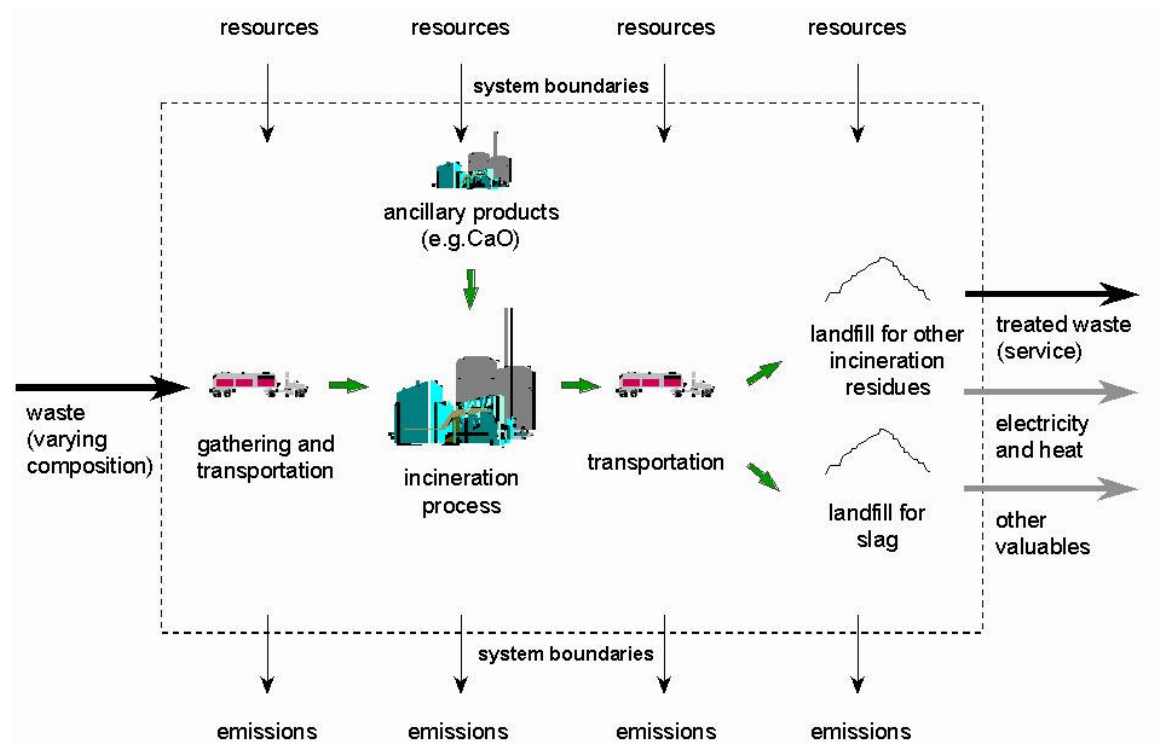 resources
resources
resources
resources
system boundaries
ancillary products
(e.g.CaO)
waste
(varying
composition)
gathering and
transportation
incineration
process
transportation
landfill for other
incineration
residues
landfill for
slag
treated waste
(service)
electricity
and heat
other
valuables
system boundaries
emissions
emissions
emissions
emissions